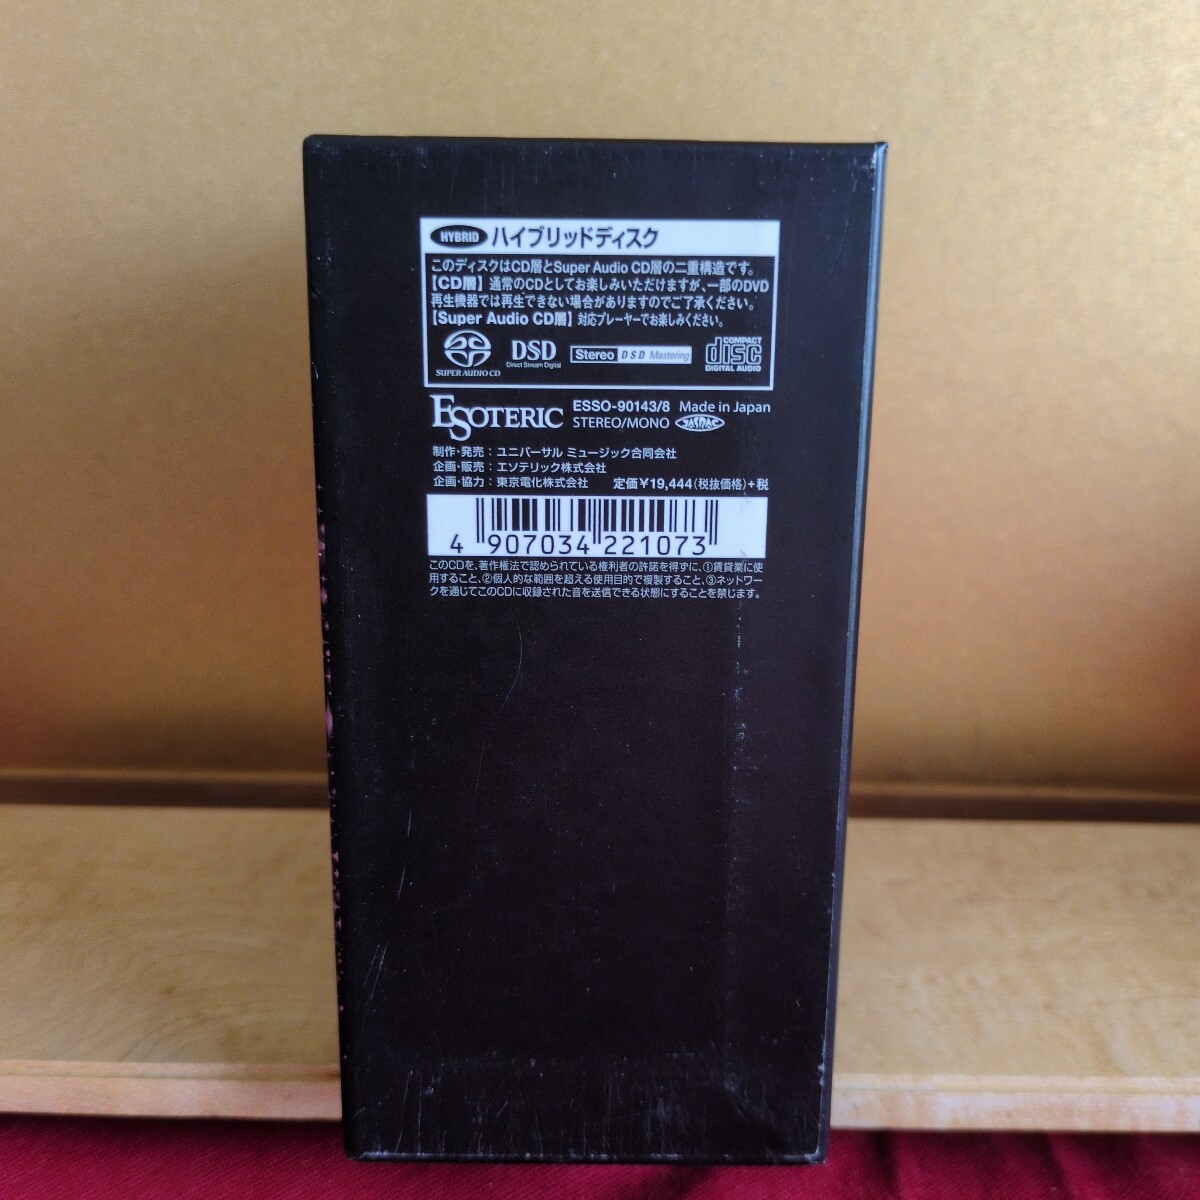 HYBRID ハイブリッドディスク
このディスクはCD層とSuper Audio CD層の二重構造です。
【CD層】通常のCDとしてお楽しみいただけますが、一部のDVD
再生機器では再生できない場合がありますのでご了承ください。
【Super Audio CD層】対応プレーヤーでお楽しみください。
SUPER AUDIO CD
DSD
Direct Stream Digital
Stereo DSD Mastering
COMPACT
disc
DIGITAL AUDIO
ESOTERIC
ESSO-90143/8 Made in Japan
STEREO/MONO JASRAC
制作・発売：ユニバーサル ミュージック合同会社
企画・販売：エソテリック株式会社
企画・協力：東京電化株式会社 定価￥19,444(税抜価格)+税
4 907034 221073
このCDを、著作権法で認められている権利者の許諾を得ずに、①賃貸業に使
用すること、②個人的な範囲を超える使用目的で複製すること、③ネットワー
クを通じてこのCDに収録された音を送信できる状態にすることを禁じます。